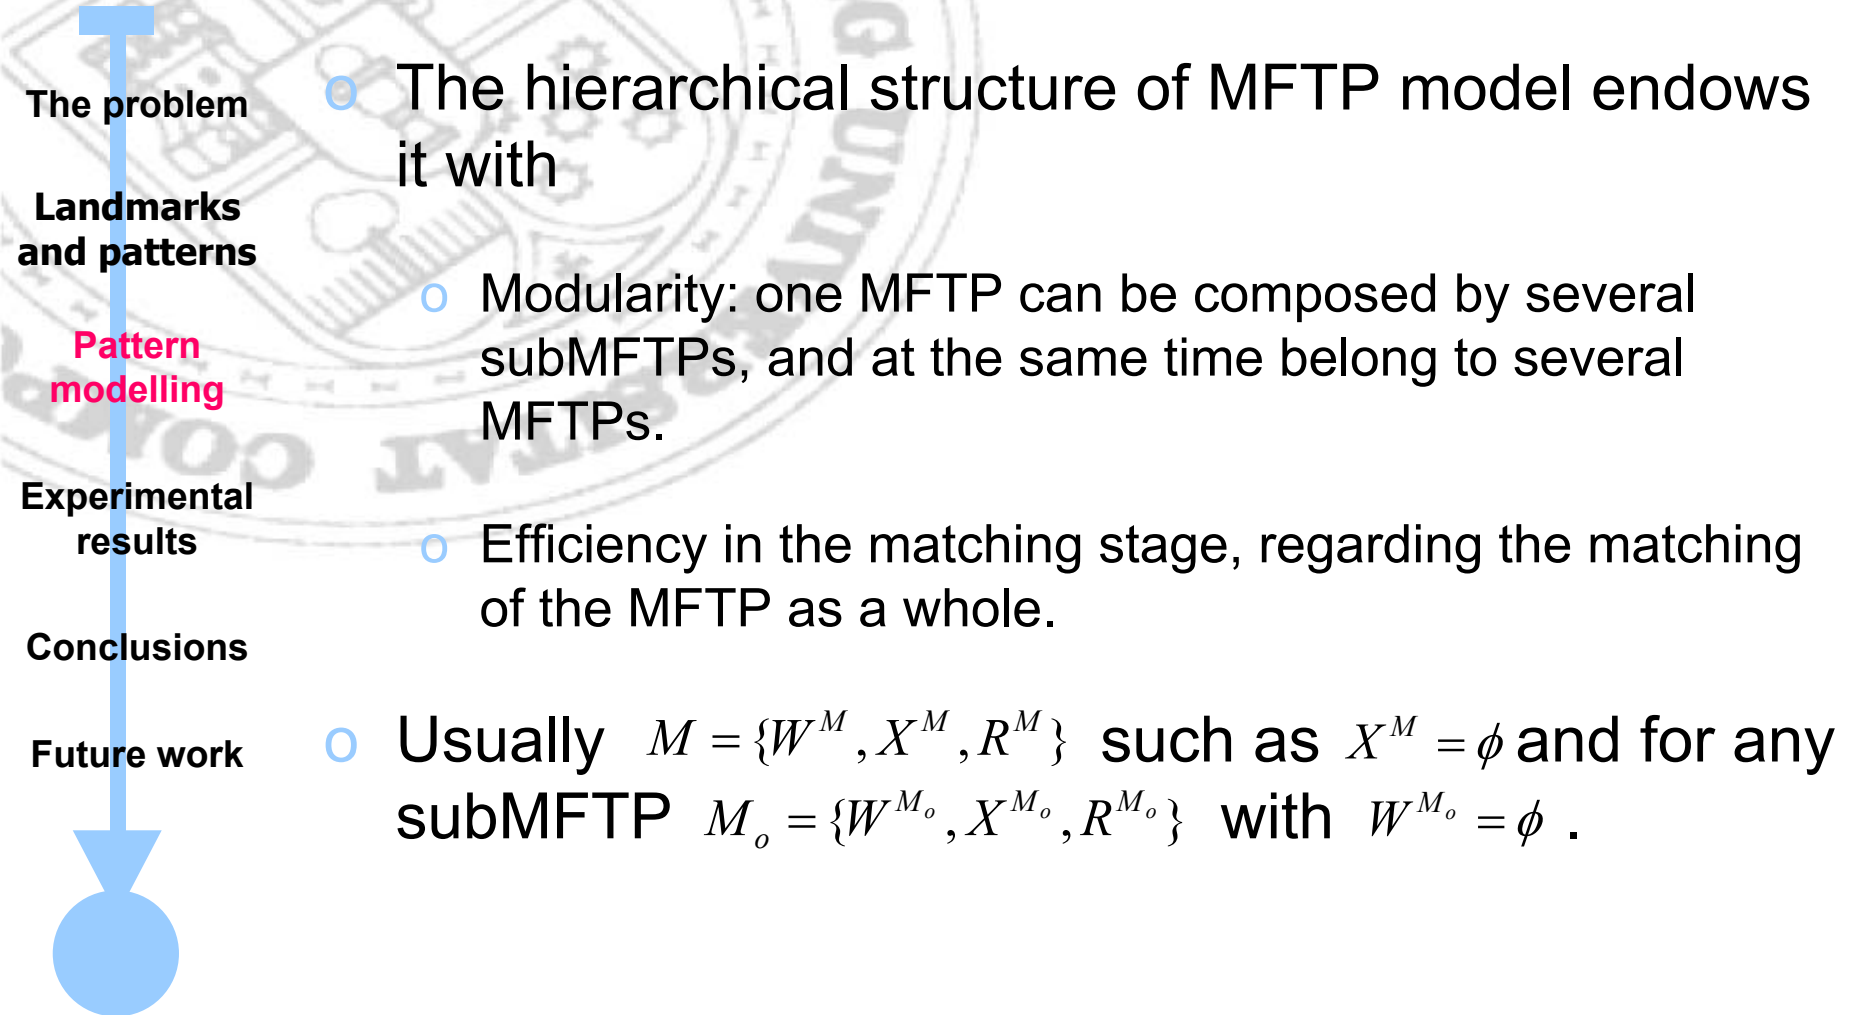 The problem
Landmarks
and patterns
Pattern
modelling
Experimental
results
Conclusions
Future work
o The hierarchical structure of MFTP model endows
it with
o Modularity: one MFTP can be composed by several
subMFTPs, and at the same time belong to several
MFTPs.
o Efficiency in the matching stage, regarding the matching
of the MFTP as a whole.
o Usually M = {W^M, X^M, R^M} such as X^M = ϕ and for any
subMFTP M_o = {W^{M_o}, X^{M_o}, R^{M_o}} with W^{M_o} = ϕ .